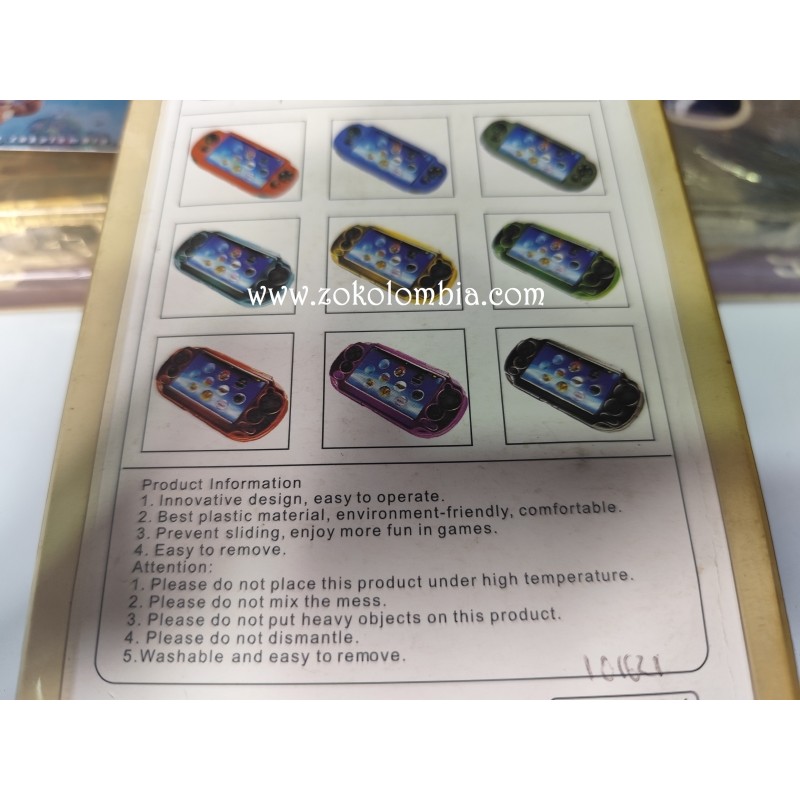 www.zokolombia.com
Product Information
1. Innovative design, easy to operate.
2. Best plastic material, environment-friendly, comfortable.
3. Prevent sliding, enjoy more fun in games.
4. Easy to remove.
Attention:
1. Please do not place this product under high temperature.
2. Please do not mix the mess.
3. Please do not put heavy objects on this product.
4. Please do not dismantle.
5.Washable and easy to remove.